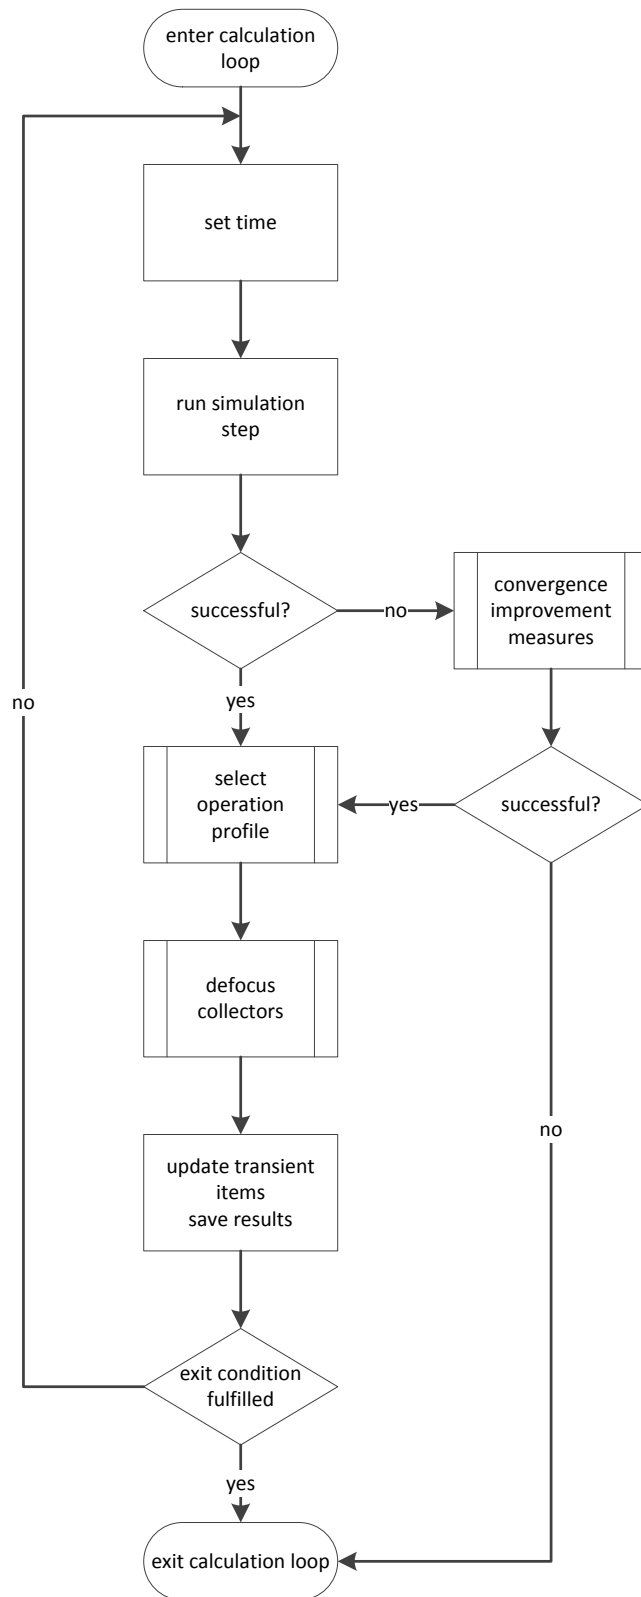 enter calculation
loop
set time
run simulation
step
successful?
no
convergence
improvement
measures
yes
no
select
operation
profile
yes
successful?
defocus
collectors
no
update transient
items
save results
exit condition
fulfilled
yes
exit calculation loop